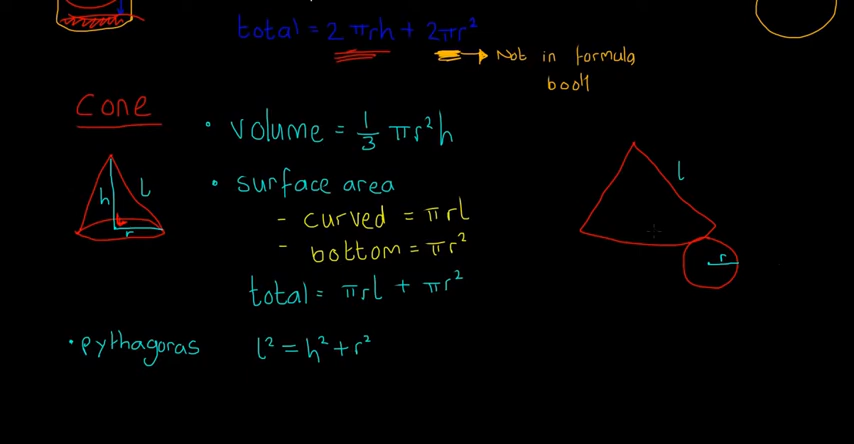 total = 2πrh + 2πr²
Not in formula
book
Cone
• volume = 1/3 πr²h
h
l
r
• surface area
- curved = πrl
- bottom = πr²
total = πrl + πr²
l
r
• pythagoras l² = h² + r²